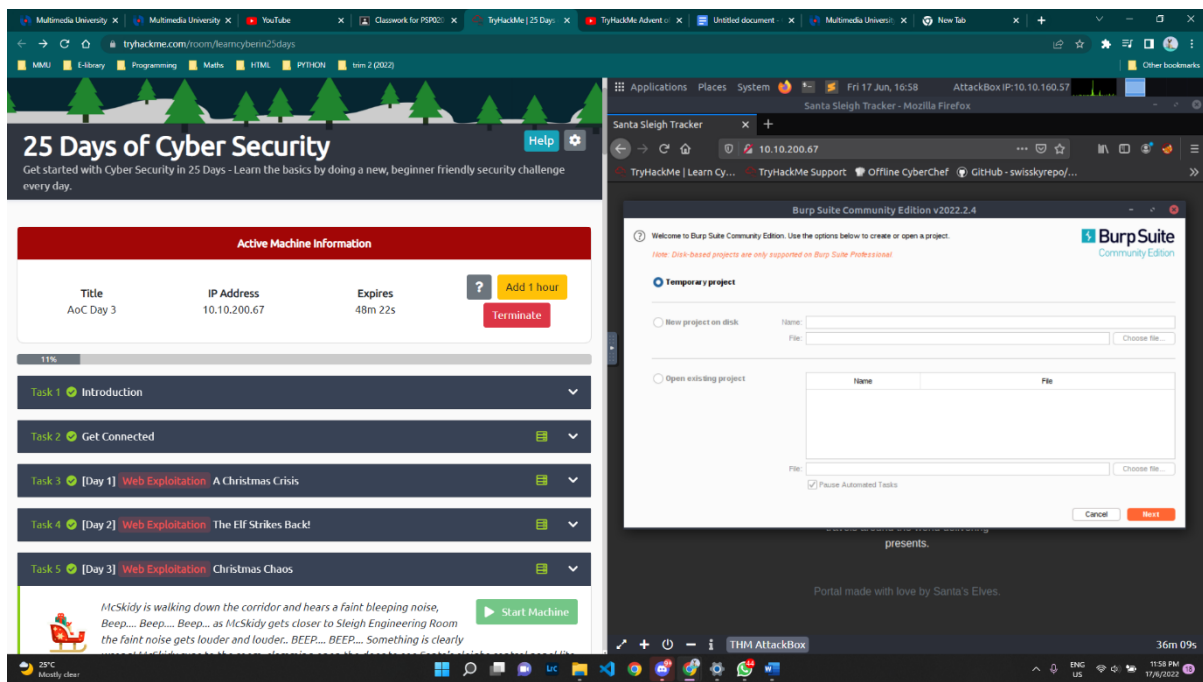 Multimedia University
Multimedia University
YouTube
Classwork for PSP020
TryHackMe | 25 Days
TryHackMe Advent of
Untitled document -
Multimedia Universit
New Tab
tryhackme.com/room/learncyberin25days
MMU
E-library
Programming
Maths
HTML
PYTHON
trim 2 (2022)
Other bookmarks
25 Days of Cyber Security
Help
Get started with Cyber Security in 25 Days - Learn the basics by doing a new, beginner friendly security challenge
every day.
Active Machine Information
Title
AoC Day 3
IP Address
10.10.200.67
Expires
48m 22s
?
Add 1 hour
Terminate
11%
Task 1 Introduction
Task 2 Get Connected
Task 3 [Day 1] Web Exploitation A Christmas Crisis
Task 4 [Day 2] Web Exploitation The Elf Strikes Back!
Task 5 [Day 3] Web Exploitation Christmas Chaos
McSkidy is walking down the corridor and hears a faint bleeping noise,
Beep.... Beep.... Beep... as McSkidy gets closer to Sleigh Engineering Room
the faint noise gets louder and louder.. BEEP.... BEEP.... Something is clearly
Start Machine
Applications Places System
Fri 17 Jun, 16:58
AttackBox IP:10.10.160.57
Santa Sleigh Tracker - Mozilla Firefox
Santa Sleigh Tracker
10.10.200.67
TryHackMe | Learn Cy...
TryHackMe Support
Offline CyberChef
GitHub - swisskyrepo/...
Burp Suite Community Edition v2022.2.4
Welcome to Burp Suite Community Edition. Use the options below to create or open a project.
Note: Disk-based projects are only supported on Burp Suite Professional.
Burp Suite
Community Edition
Temporary project
New project on disk
Name:
File:
Choose file...
Open existing project
Name
File
File:
Choose file...
Pause Automated Tasks
Cancel
Next
presents.
Portal made with love by Santa's Elves.
THM AttackBox
36m 09s
25°C
Mostly clear
LrC
ENG
US
11:58 PM
17/6/2022